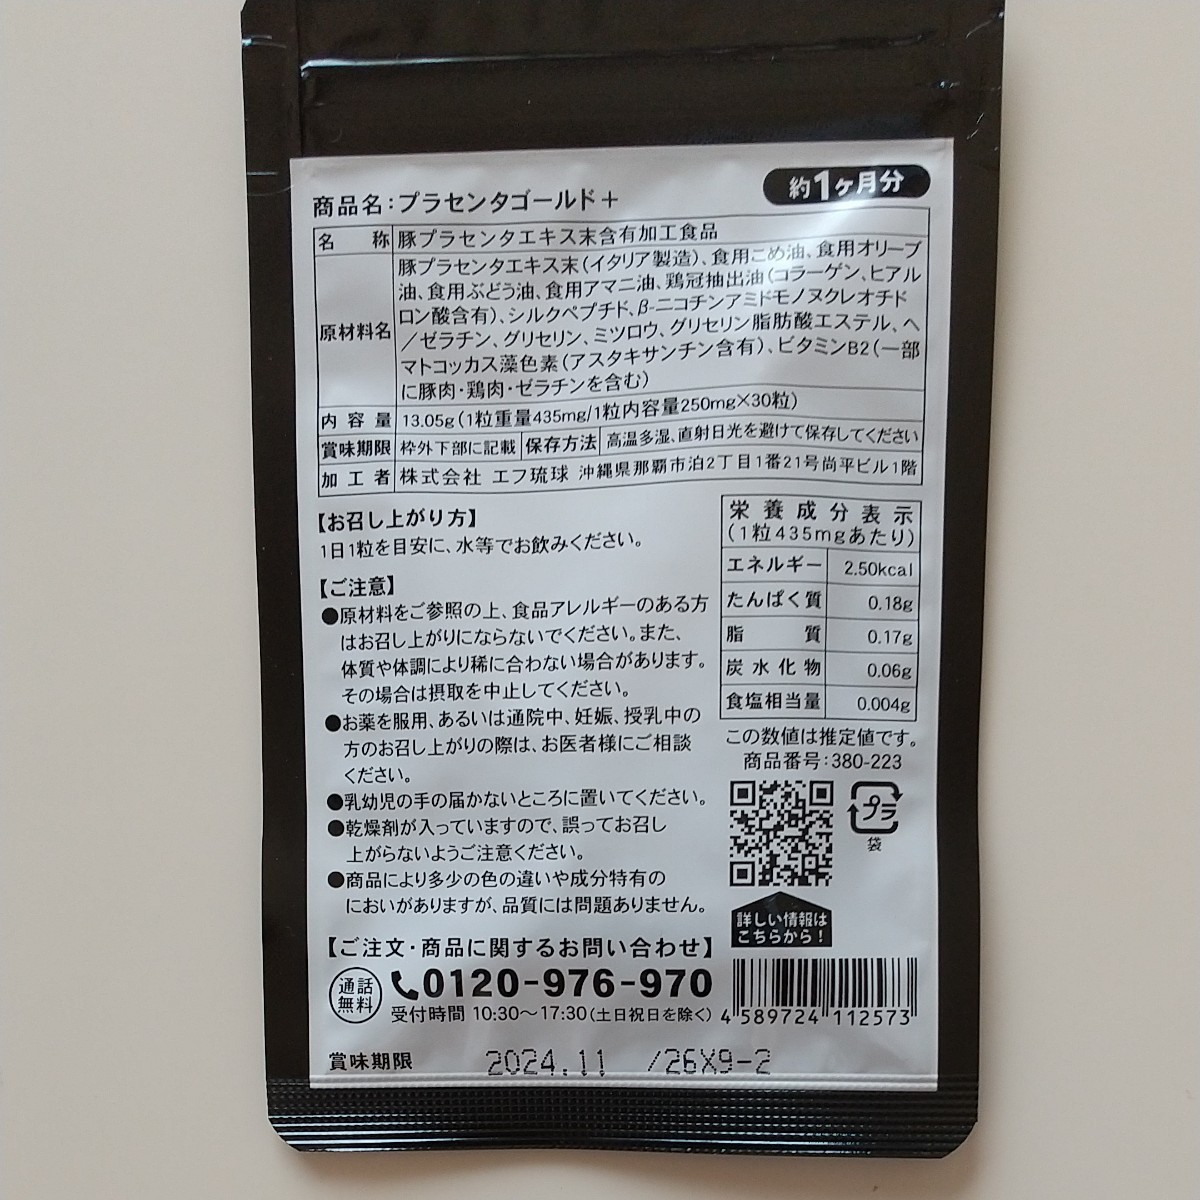 約1ヶ月分
商品名:プラセンタゴールド+
名称 豚プラセンタエキス末含有加工食品
原材料名 豚プラセンタエキス末(イタリア製造)、食用こめ油、食用オリーブ
油、食用ぶどう油、食用アマニ油、鶏冠抽出油(コラーゲン、ヒアル
ロン酸含有)、シルクペプチド、β-ニコチンアミドモノヌクレオチド
/ゼラチン、グリセリン、ミツロウ、グリセリン脂肪酸エステル、ヘ
マトコッカス藻色素(アスタキサンチン含有)、ビタミンB2(一部
に豚肉・鶏肉・ゼラチンを含む)
内容量 13.05g(1粒重量435mg/1粒内容量250mg×30粒)
賞味期限 枠外下部に記載 保存方法 高温多湿、直射日光を避けて保存してください
加工者 株式会社 エフ琉球 沖縄県那覇市泊2丁目1番21号尚平ビル1階
【お召し上がり方】
1日1粒を目安に、水等でお飲みください。
【ご注意】
●原材料をご参照の上、食品アレルギーのある方
はお召し上がりにならないでください。また、
体質や体調により稀に合わない場合があります。
その場合は摂取を中止してください。
●お薬を服用、あるいは通院中、妊娠、授乳中の
方のお召し上がりの際は、お医者様にご相談
ください。
●乳幼児の手の届かないところに置いてください。
●乾燥剤が入っていますので、誤ってお召し
上がらないようご注意ください。
●商品により多少の色の違いや成分特有の
においがありますが、品質には問題ありません。
栄養成分表示
(1粒435mgあたり)
エネルギー 2.50kcal
たんぱく質 0.18g
脂質 0.17g
炭水化物 0.06g
食塩相当量 0.004g
この数値は推定値です。
商品番号:380-223
プラ
袋
詳しい情報は
こちらから!
【ご注文・商品に関するお問い合わせ】
通話
無料
0120-976-970
受付時間 10:30〜17:30(土日祝日を除く)
4 589724 112573
賞味期限 2024.11 /26X9-2